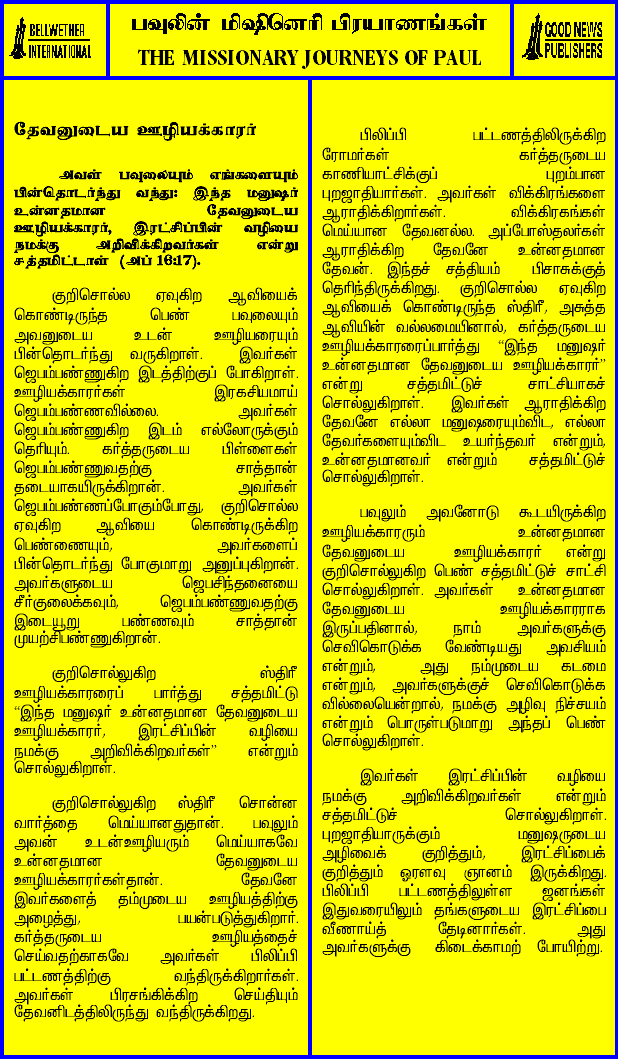 BELLWETHER
INTERNATIONAL
பவுலின் மிஷினெரி பிரயாணங்கள்
THE MISSIONARY JOURNEYS OF PAUL
GOOD NEWS
PUBLISHERS
தேவனுடைய ஊழியக்காரர்
அவள் பவுலையும் எங்களையும்
பின்தொடர்ந்து வந்து: இந்த மனுஷர்
உன்னதமான தேவனுடைய
ஊழியக்காரர், இரட்சிப்பின் வழியை
நமக்கு அறிவிக்கிறவர்கள் என்று
சத்தமிட்டாள் (அப் 16:17).
குறிசொல்ல ஏவுகிற ஆவியைக்
கொண்டிருந்த பெண் பவுலையும்
அவனுடைய உடன் ஊழியரையும்
பின்தொடர்ந்து வருகிறாள். இவர்கள்
ஜெபம்பண்ணுகிற இடத்திற்குப் போகிறாள்.
ஊழியக்காரர்கள் இரகசியமாய்
ஜெபம்பண்ணவில்லை. அவர்கள்
ஜெபம்பண்ணுகிற இடம் எல்லோருக்கும்
தெரியும். கர்த்தருடைய பிள்ளைகள்
ஜெபம்பண்ணுவதற்கு சாத்தான்
தடையாகயிருக்கிறான். அவர்கள்
ஜெபம்பண்ணப்போகும்போது, குறிசொல்ல
ஏவுகிற ஆவியை கொண்டிருக்கிற
பெண்ணையும், அவர்களைப்
பின்தொடர்ந்து போகுமாறு அனுப்புகிறான்.
அவர்களுடைய ஜெபசிந்தனையை
சீர்குலைக்கவும், ஜெபம்பண்ணுவதற்கு
இடையூறு பண்ணவும் சாத்தான்
முயற்சிபண்ணுகிறான்.
குறிசொல்லுகிற ஸ்திரீ
ஊழியக்காரரைப் பார்த்து சத்தமிட்டு
“இந்த மனுஷர் உன்னதமான தேவனுடைய
ஊழியக்காரர், இரட்சிப்பின் வழியை
நமக்கு அறிவிக்கிறவர்கள்” என்றும்
சொல்லுகிறாள்.
குறிசொல்லுகிற ஸ்திரீ சொன்ன
வார்த்தை மெய்யானதுதான். பவுலும்
அவன் உடன்ஊழியரும் மெய்யாகவே
உன்னதமான தேவனுடைய
ஊழியக்காரர்கள்தான். தேவனே
இவர்களைத் தம்முடைய ஊழியத்திற்கு
அழைத்து, பயன்படுத்துகிறார்.
கர்த்தருடைய ஊழியத்தைச்
செய்வதற்காகவே அவர்கள் பிலிப்பி
பட்டணத்திற்கு வந்திருக்கிறார்கள்.
அவர்கள் பிரசங்கிக்கிற செய்தியும்
தேவனிடத்திலிருந்து வந்திருக்கிறது.
பிலிப்பி பட்டணத்திலிருக்கிற
ரோமர்கள் கர்த்தருடைய
காணியாட்சிக்குப் புறம்பான
புறஜாதியார்கள். அவர்கள் விக்கிரங்களை
ஆராதிக்கிறார்கள். விக்கிரகங்கள்
மெய்யான தேவனல்ல. அப்போஸ்தலர்கள்
ஆராதிக்கிற தேவனே உன்னதமான
தேவன். இந்தச் சத்தியம் பிசாசுக்குத்
தெரிந்திருக்கிறது. குறிசொல்ல ஏவுகிற
ஆவியைக் கொண்டிருந்த ஸ்திரீ, அசுத்த
ஆவியின் வல்லமையினால், கர்த்தருடைய
ஊழியக்காரரைப்பார்த்து “இந்த மனுஷர்
உன்னதமான தேவனுடைய ஊழியக்காரர்”
என்று சத்தமிட்டுச் சாட்சியாகச்
சொல்லுகிறாள். இவர்கள் ஆராதிக்கிற
தேவனே எல்லா மனுஷரையும்விட, எல்லா
தேவர்களையும்விட உயர்ந்தவர் என்றும்,
உன்னதமானவர் என்றும் சத்தமிட்டுச்
சொல்லுகிறாள்.
பவுலும் அவனோடு கூடயிருக்கிற
ஊழியக்காரரும் உன்னதமான
தேவனுடைய ஊழியக்காரர் என்று
குறிசொல்லுகிற பெண் சத்தமிட்டுச் சாட்சி
சொல்லுகிறாள். அவர்கள் உன்னதமான
தேவனுடைய ஊழியக்காரராக
இருப்பதினால், நாம் அவர்களுக்கு
செவிகொடுக்க வேண்டியது அவசியம்
என்றும், அது நம்முடைய கடமை
என்றும், அவர்களுக்குச் செவிகொடுக்க
வில்லையென்றால், நமக்கு அழிவு நிச்சயம்
என்றும் பொருள்படுமாறு அந்தப் பெண்
சொல்லுகிறாள்.
இவர்கள் இரட்சிப்பின் வழியை
நமக்கு அறிவிக்கிறவர்கள் என்றும்
சத்தமிட்டுச் சொல்லுகிறாள்.
புறஜாதியாருக்கும் மனுஷருடைய
அழிவைக் குறித்தும், இரட்சிப்பைக்
குறித்தும் ஓரளவு ஞானம் இருக்கிறது.
பிலிப்பி பட்டணத்திலுள்ள ஜனங்கள்
இதுவரையிலும் தங்களுடைய இரட்சிப்பை
வீணாய்த் தேடினார்கள். அது
அவர்களுக்கு கிடைக்காமற் போயிற்று.